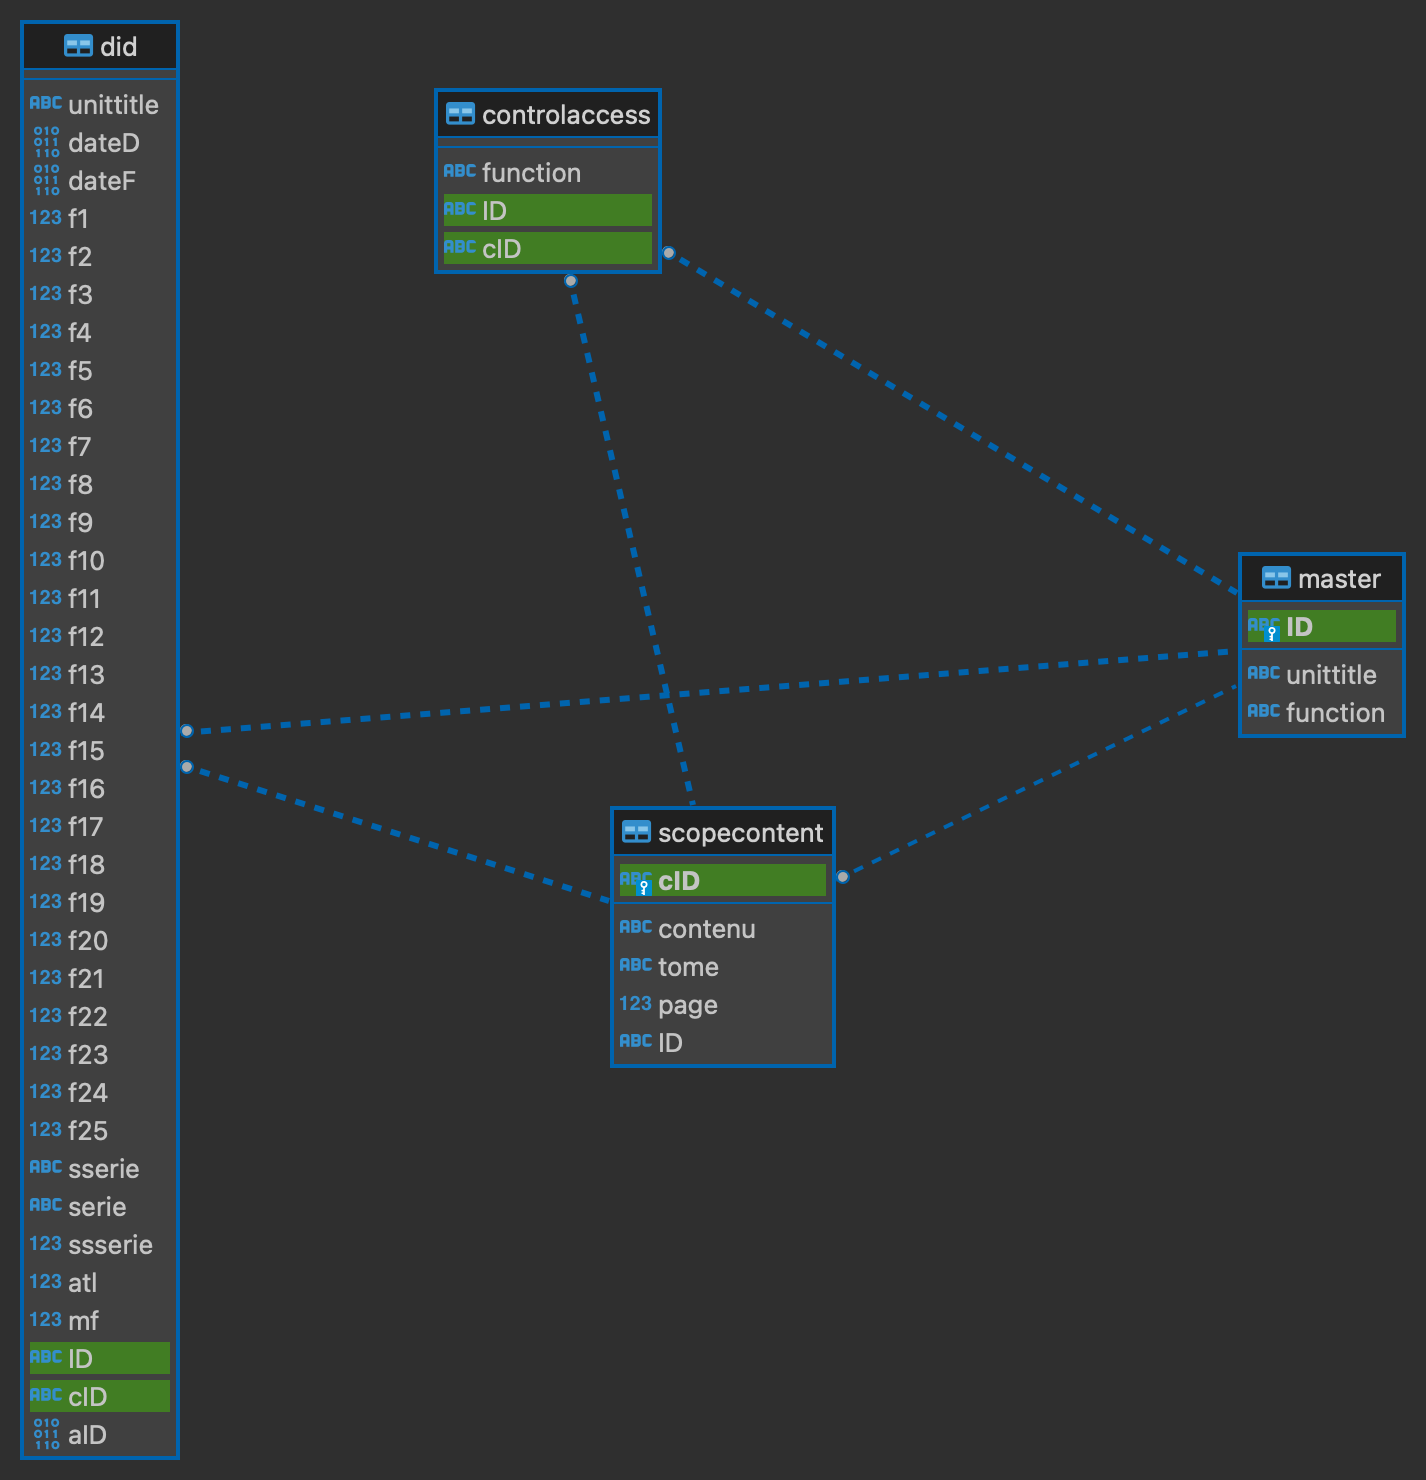 did
ABC unittitle
010 011 110 dateD
010 011 110 dateF
123 f1
123 f2
123 f3
123 f4
123 f5
123 f6
123 f7
123 f8
123 f9
123 f10
123 f11
123 f12
123 f13
123 f14
123 f15
123 f16
123 f17
123 f18
123 f19
123 f20
123 f21
123 f22
123 f23
123 f24
123 f25
ABC sserie
ABC serie
123 ssserie
123 atl
123 mf
ABC ID
ABC cID
010 011 110 aID
controlaccess
ABC function
ABC ID
ABC cID
master
ABC ID
ABC unittitle
ABC function
scopecontent
ABC cID
ABC contenu
ABC tome
123 page
ABC ID